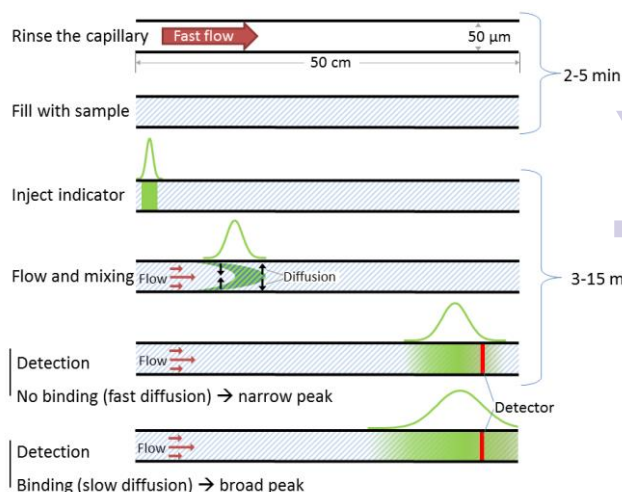 Rinse the capillary
Fast flow
50 µm
50 cm
2-5 min
Fill with sample
Inject indicator
Flow and mixing
Flow
Diffusion
3-15 m
Detection
Flow
No binding (fast diffusion) → narrow peak
Detector
Detection
Flow
Binding (slow diffusion) → broad peak